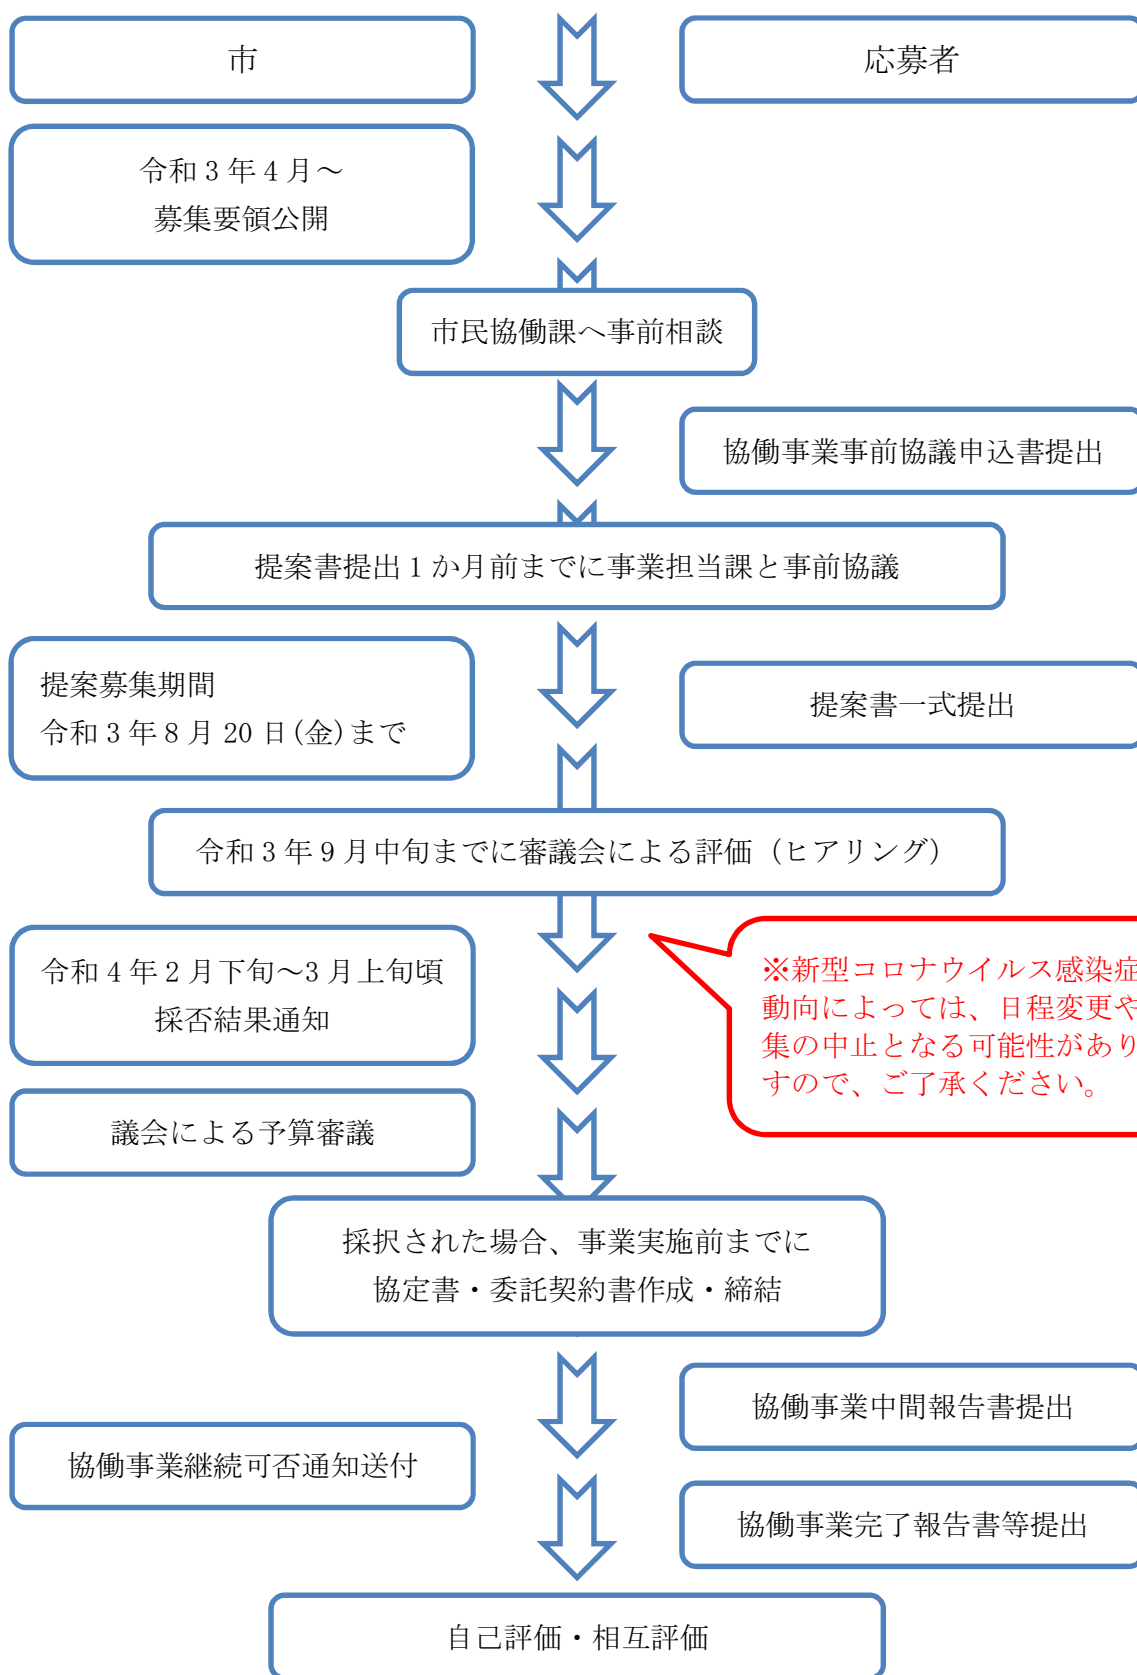 市
応募者
令和3年4月～
募集要領公開
市民協働課へ事前相談
協働事業事前協議申込書提出
提案書提出1か月前までに事業担当課と事前協議
提案募集期間
令和3年8月20日(金)まで
提案書一式提出
令和3年9月中旬までに審議会による評価（ヒアリング）
令和4年2月下旬～3月上旬頃
採否結果通知
※新型コロナウイルス感染症
動向によっては、日程変更や
集の中止となる可能性があり
すので、ご了承ください。
議会による予算審議
採択された場合、事業実施前までに
協定書・委託契約書作成・締結
協働事業中間報告書提出
協働事業継続可否通知送付
協働事業完了報告書等提出
自己評価・相互評価